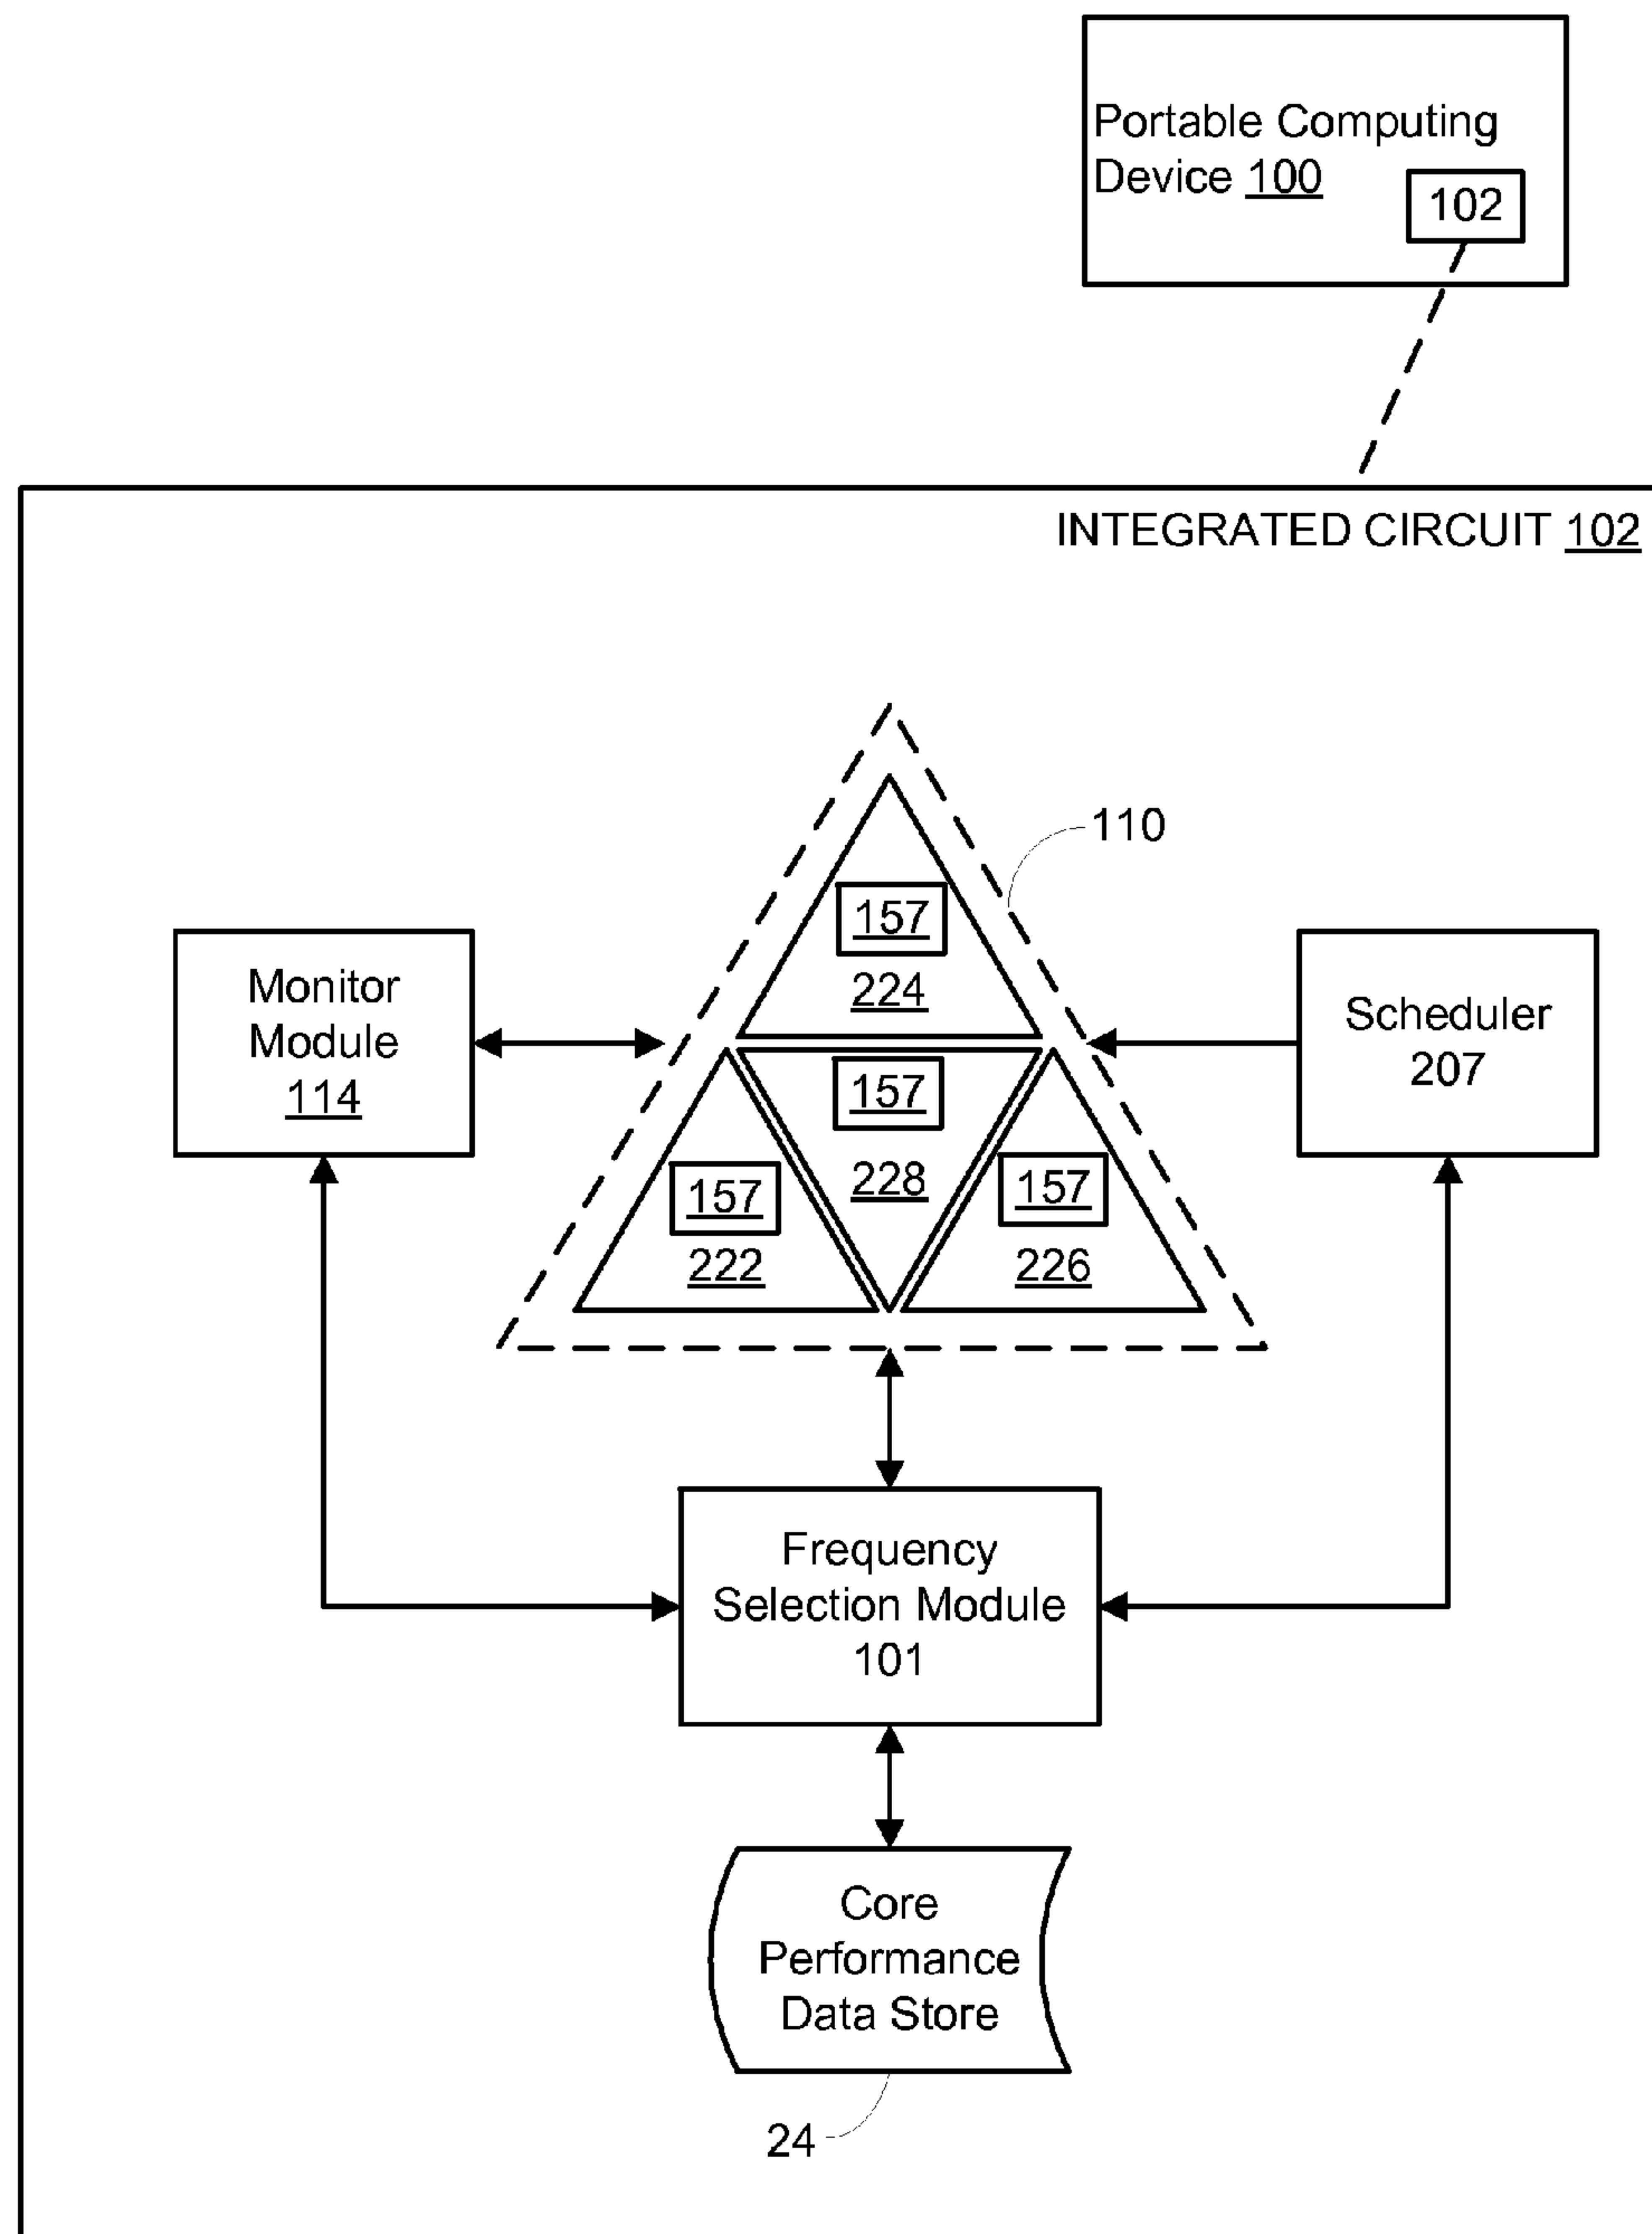 Portable Computing
Device 100
102
INTEGRATED CIRCUIT 102
110
157
224
Monitor
Module
114
Scheduler
207
157
228
157
222
157
226
Frequency
Selection Module
101
Core
Performance
Data Store
24